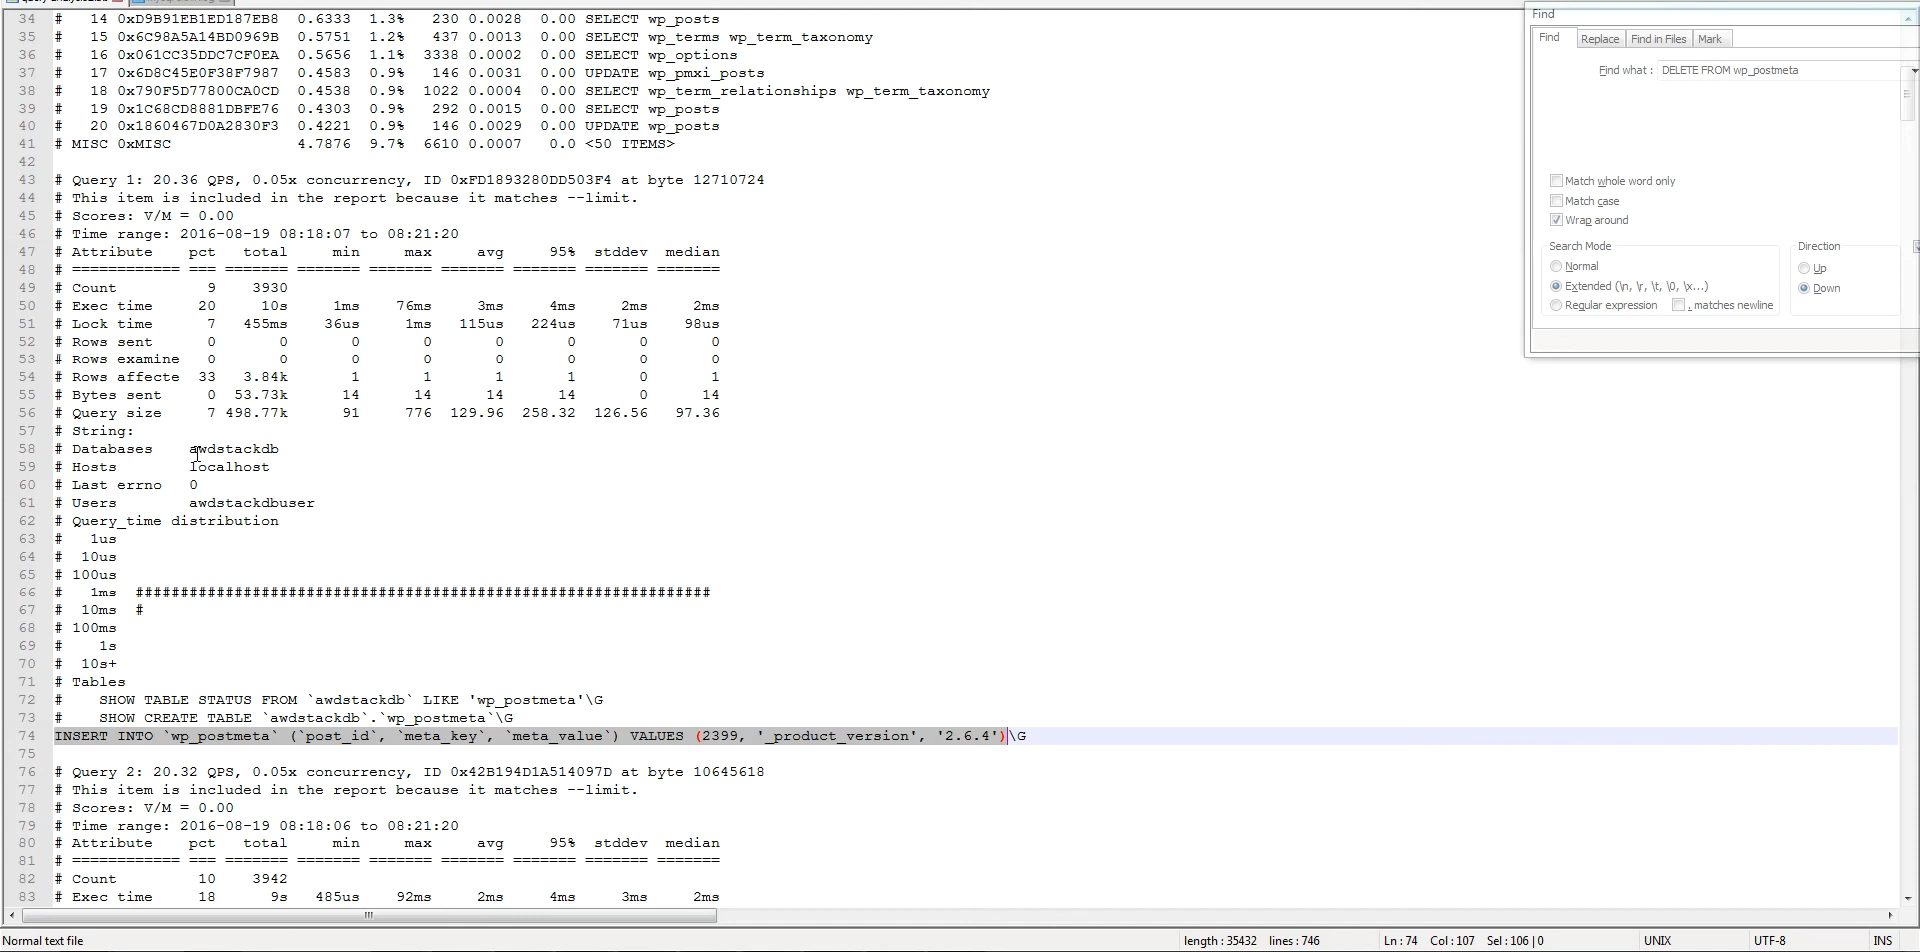 34 #   14 0xD9B91EB1ED187EB8  0.6333  1.3%   230 0.0028  0.00 SELECT wp_posts
35 #   15 0x6C98A5A14BD0969B  0.5751  1.2%   437 0.0013  0.00 SELECT wp_terms wp_term_taxonomy
36 #   16 0x061CC35DDC7CF0EA  0.5656  1.1%  3338 0.0002  0.00 SELECT wp_options
37 #   17 0x6D8C45E0F38F7987  0.4583  0.9%   146 0.0031  0.00 UPDATE wp_pmxi_posts
38 #   18 0x790F5D77800CA0CD  0.4538  0.9%  1022 0.0004  0.00 SELECT wp_term_relationships wp_term_taxonomy
39 #   19 0x1C68CD8881DBFE76  0.4303  0.9%   292 0.0015  0.00 SELECT wp_posts
40 #   20 0x1860467D0A2830F3  0.4221  0.9%   146 0.0029  0.00 UPDATE wp_posts
41 # MISC 0xMISC              4.7876  9.7%  6610 0.0007   0.0 <50 ITEMS>
42
43 # Query 1: 20.36 QPS, 0.05x concurrency, ID 0xFD1893280DD503F4 at byte 12710724
44 # This item is included in the report because it matches --limit.
45 # Scores: V/M = 0.00
46 # Time range: 2016-08-19 08:18:07 to 08:21:20
47 # Attribute    pct   total     min     max     avg     95%  stddev  median
48 # ============ === ======= ======= ======= ======= ======= ======= =======
49 # Count          9    3930
50 # Exec time     20     10s     1ms    76ms     3ms     4ms     2ms     2ms
51 # Lock time      7   455ms    36us     1ms   115us   224us    71us    98us
52 # Rows sent      0       0       0       0       0       0       0       0
53 # Rows examine   0       0       0       0       0       0       0       0
54 # Rows affecte  33   3.84k       1       1       1       1       0       1
55 # Bytes sent     0  53.73k      14      14      14      14       0      14
56 # Query size     7 498.77k      91     776  129.96  258.32  126.56   97.36
57 # String:
58 # Databases    awdstackdb
59 # Hosts        localhost
60 # Last errno   0
61 # Users        awdstackdbuser
62 # Query_time distribution
63 #   1us
64 #  10us
65 # 100us
66 #   1ms  ################################################################
67 #  10ms  #
68 # 100ms
69 #    1s
70 #  10s+
71 # Tables
72 #    SHOW TABLE STATUS FROM `awdstackdb` LIKE 'wp_postmeta'\G
73 #    SHOW CREATE TABLE `awdstackdb`.`wp_postmeta`\G
74 INSERT INTO `wp_postmeta` (`post_id`, `meta_key`, `meta_value`) VALUES (2399, '_product_version', '2.6.4')\G
75
76 # Query 2: 20.32 QPS, 0.05x concurrency, ID 0x42B194D1A514097D at byte 10645618
77 # This item is included in the report because it matches --limit.
78 # Scores: V/M = 0.00
79 # Time range: 2016-08-19 08:18:06 to 08:21:20
80 # Attribute    pct   total     min     max     avg     95%  stddev  median
81 # ============ === ======= ======= ======= ======= ======= ======= =======
82 # Count         10    3942
83 # Exec time     18      9s   485us    92ms     2ms     4ms     3ms     2ms
Find
Find Replace Find in Files Mark
Find what : DELETE FROM wp_postmeta
Match whole word only
Match case
Wrap around
Search Mode Direction
Normal Up
Extended (\n, \r, \t, \0, \x...) Down
Regular expression . matches newline
Normal text file length : 35432 lines : 746 Ln : 74 Col : 107 Sel : 106 | 0 UNIX UTF-8 INS